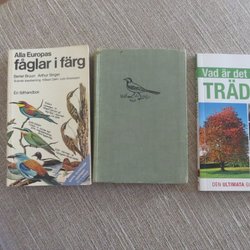 Alla Europas
fåglar i färg
Bertel Bruun Arthur Singer
En fälthandbok
Vad är det
TRÄD
DEN ULTIMATA G